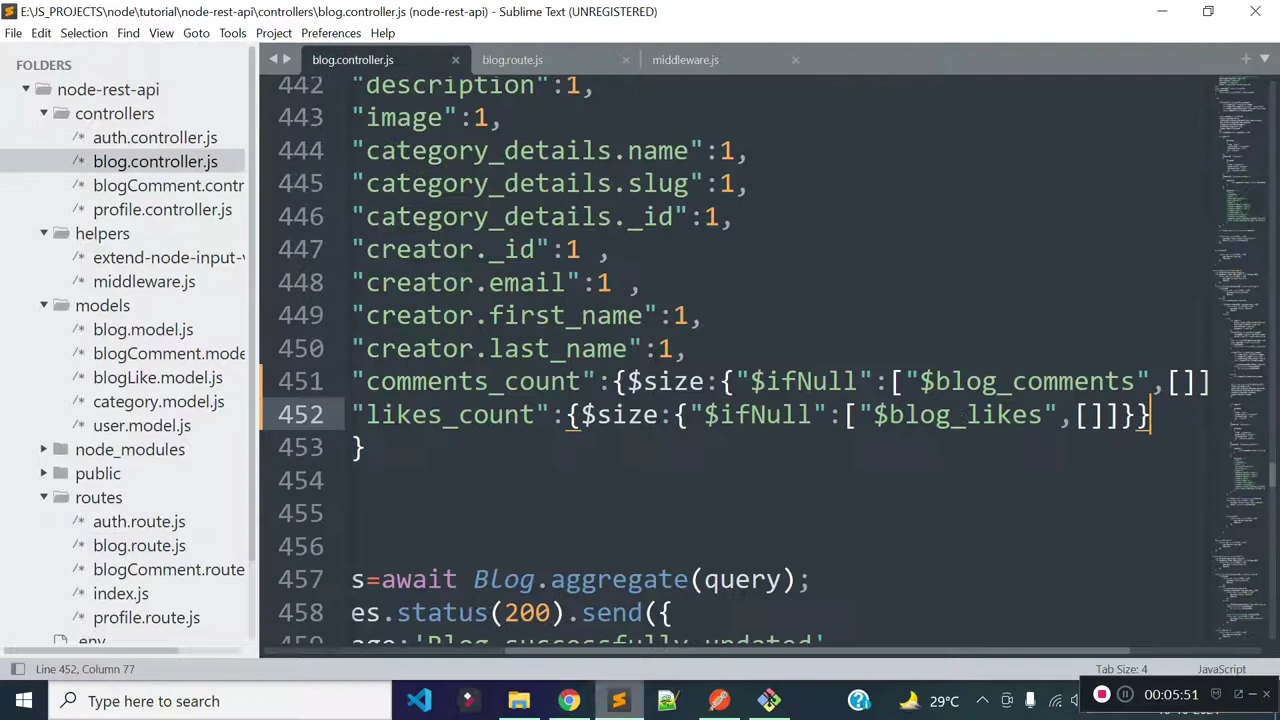 E:\JS_PROJECTS\node\tutorial\node-rest-api\controllers\blog.controller.js (node-rest-api) - Sublime Text (UNREGISTERED)
File Edit Selection Find View Goto Tools Project Preferences Help
FOLDERS
node-rest-api
controllers
/* auth.controller.js
/* blog.controller.js
/* blogComment.contr
/* profile.controller.js
helpers
/* extend-node-input-v
/* middleware.js
models
/* blog.model.js
/* blogComment.mode
/* blogLike.model.js
/* category.model.js
/* user.model.js
node_modules
public
routes
/* auth.route.js
/* blog.route.js
/* blogComment.route
/* index.js
/* profile.route.js
.env
blog.controller.js × blog.route.js × middleware.js ×
442 "description":1,
443 "image":1,
444 "category_details.name":1,
445 "category_details.slug":1,
446 "category_details._id":1,
447 "creator._id":1 ,
448 "creator.email":1 ,
449 "creator.first_name":1,
450 "creator.last_name":1,
451 "comments_count":{$size:{"$ifNull":["$blog_comments",[]]
452 "likes_count":{$size:{"$ifNull":["$blog_likes",[]]}}
453 }
454
455
456
457 s=await Blog.aggregate(query);
458 es.status(200).send({
459 age:'Blog successfully updated'
Line 452, Column 77 Tab Size: 4 JavaScript
Type here to search
29°C
00:05:51